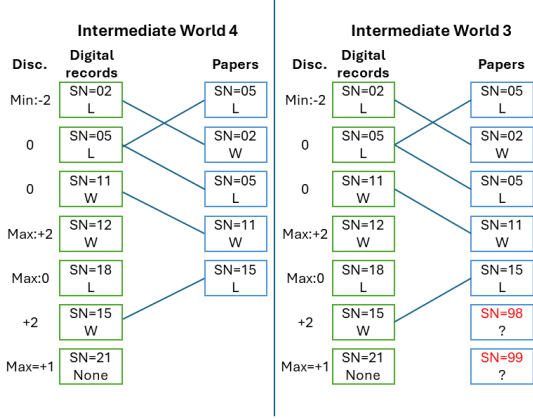 Intermediate World 4
Disc.
Digital
records
Papers
Min:-2
SN=02
L
SN=05
L
0
SN=05
L
SN=02
W
0
SN=11
W
SN=05
L
Max:+2
SN=12
W
SN=11
W
Max:0
SN=18
L
SN=15
L
+2
SN=15
W
Max=+1
SN=21
None
Intermediate World 3
Disc.
Digital
records
Papers
Min:-2
SN=02
L
SN=05
L
0
SN=05
L
SN=02
W
0
SN=11
W
SN=05
L
Max:+2
SN=12
W
SN=11
W
Max:0
SN=18
L
SN=15
L
+2
SN=15
W
SN=98
?
Max=+1
SN=21
None
SN=99
?